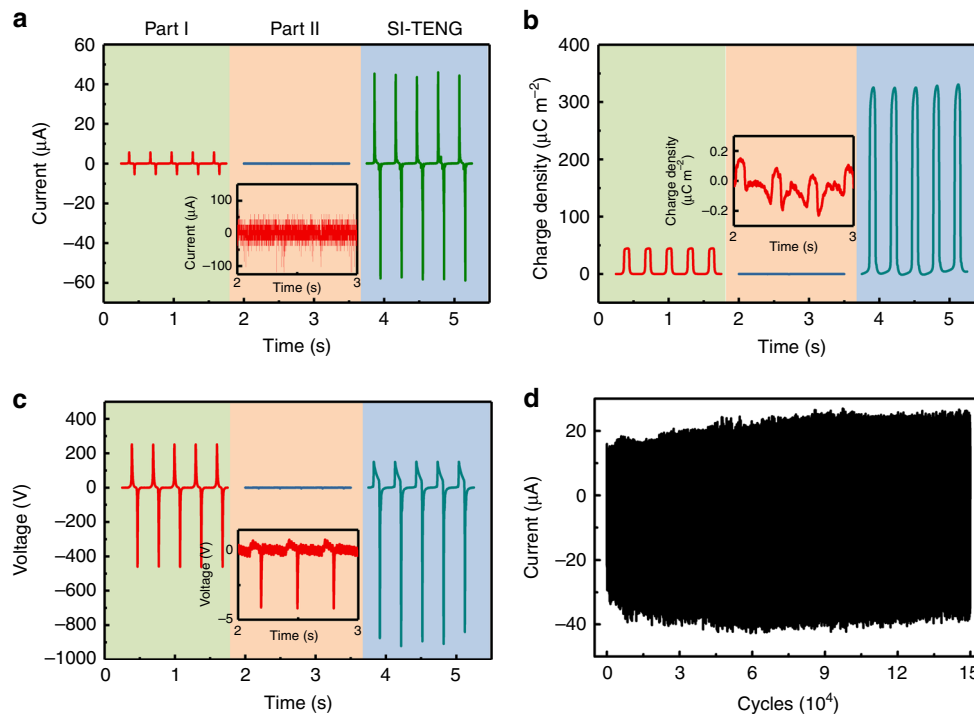 a
Part I Part II SI-TENG
Current (μA)
60
40
20
0
−20
−40
−60
Current (μA)
100
0
−100
2 3
Time (s)
0 1 2 3 4 5
Time (s)
b
Charge density (μC m⁻²)
400
300
200
100
0
Charge density
(μC m⁻²)
0.2
0.0
−0.2
2 3
Time (s)
0 1 2 3 4 5
Time (s)
c
Voltage (V)
400
200
0
−200
−400
−600
−800
−1000
Voltage (V)
0
−5
2 3
Time (s)
0 1 2 3 4 5
Time (s)
d
Current (μA)
20
0
−20
−40
0 3 6 9 12 15
Cycles (10⁴)